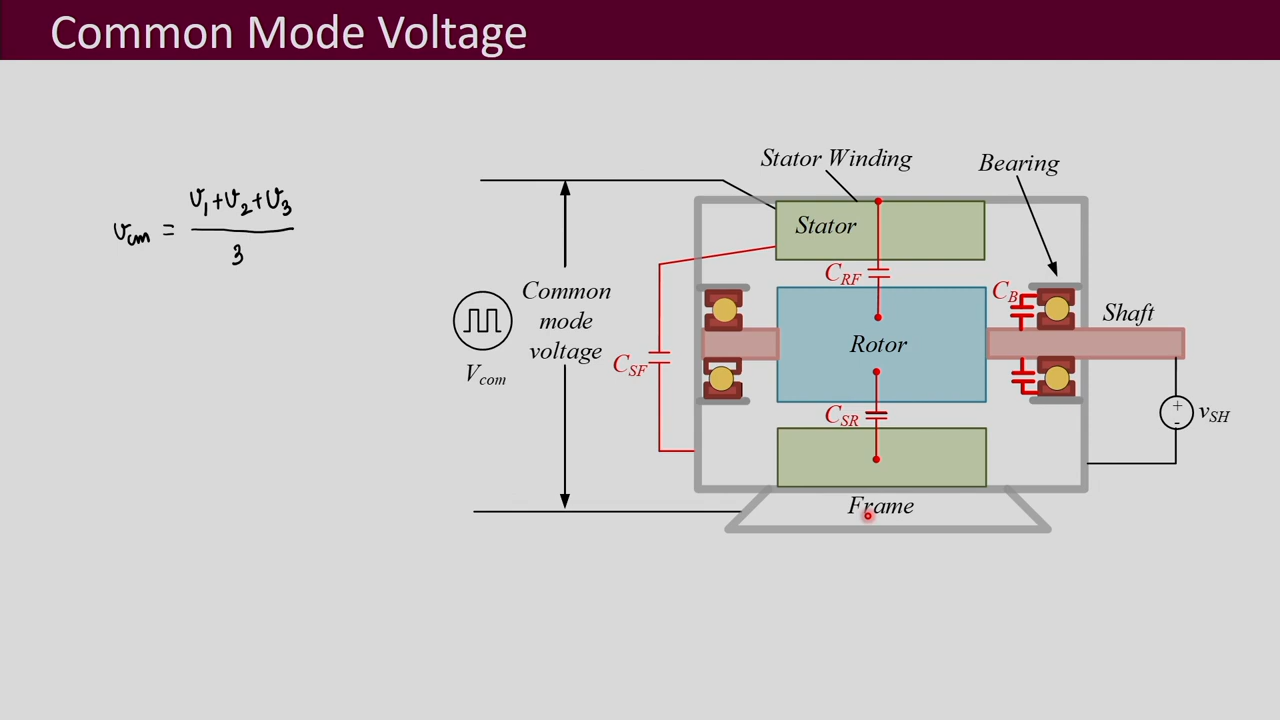 Common Mode Voltage
v_cm = (v_1+v_2+v_3)/3
Stator Winding
Bearing
Stator
C_RF
C_B
Common
mode
voltage
V_com
C_SF
Rotor
Shaft
C_SR
+
-
v_SH
Frame